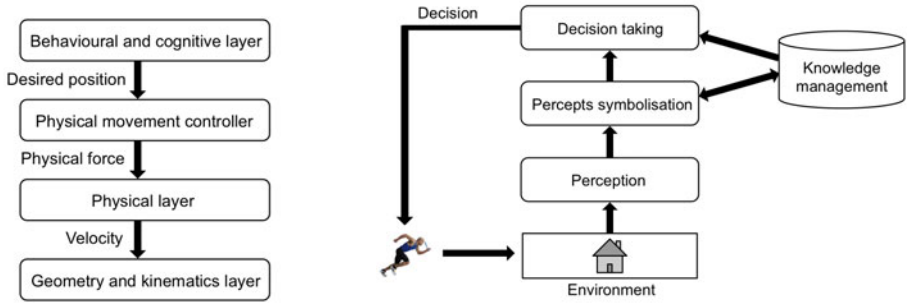 Behavioural and cognitive layer
Desired position
Physical movement controller
Physical force
Physical layer
Velocity
Geometry and kinematics layer
Decision
Decision taking
Knowledge
management
Percepts symbolisation
Perception
Environment